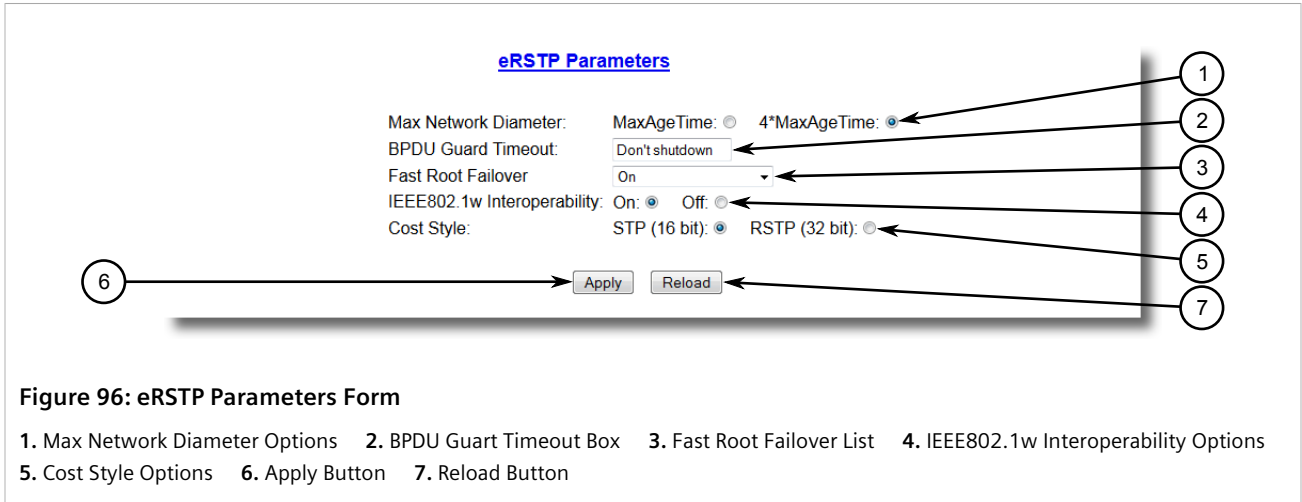 eRSTP Parameters
1
Max Network Diameter: MaxAgeTime: 4*MaxAgeTime:
2
BPDU Guard Timeout: Don't shutdown
3
Fast Root Failover On
IEEE802.1w Interoperability: On: Off:
4
Cost Style: STP (16 bit): RSTP (32 bit):
5
6 Apply Reload
7
Figure 96: eRSTP Parameters Form
1. Max Network Diameter Options 2. BPDU Guart Timeout Box 3. Fast Root Failover List 4. IEEE802.1w Interoperability Options
5. Cost Style Options 6. Apply Button 7. Reload Button